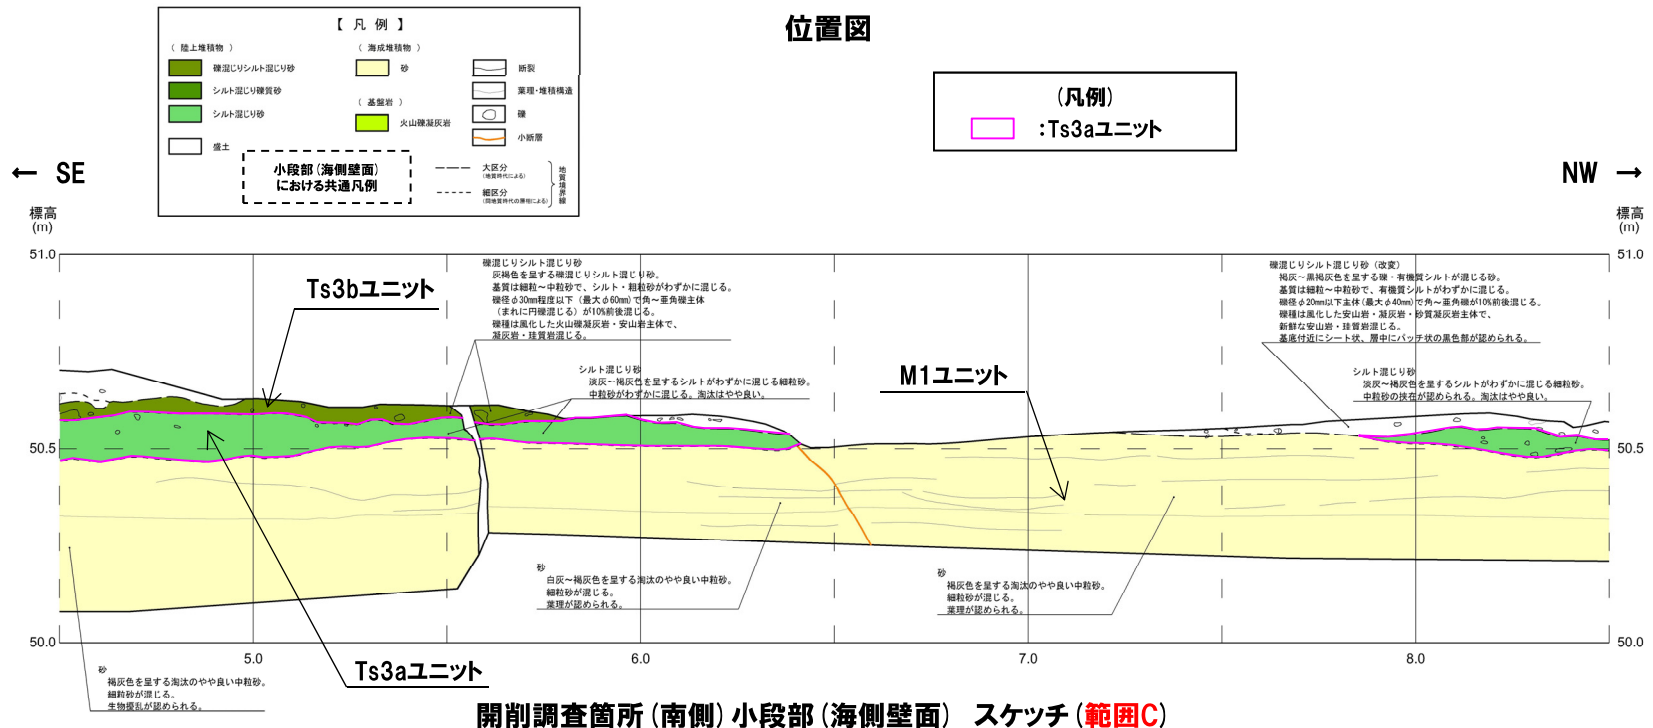 位置図
【 凡 例 】
( 陸上堆積物 )
礫混じりシルト混じり砂
シルト混じり礫質砂
シルト混じり砂
盛土
( 海成堆積物 )
砂
( 基盤岩 )
火山礫凝灰岩
断裂
葉理・堆積構造
礫
小断層
小段部(海側壁面)
における共通凡例
大区分
(地質時代による)
細区分
(同地質時代の層相による)
地質境界線
(凡例)
:Ts3aユニット
← SE
NW →
標高
(m)
標高
(m)
51.0
51.0
50.5
50.5
50.0
50.0
Ts3bユニット
礫混じりシルト混じり砂
灰褐色を呈する礫混じりシルト混じり砂。
基質は細粒~中粒砂で、シルト・粗粒砂がわずかに混じる。
礫径φ30mm程度以下(最大φ60mm)で角~亜角礫主体
(まれに円礫混じる)が10%前後混じる。
礫種は風化した火山礫凝灰岩・安山岩主体で、
凝灰岩・珪質岩混じる。
シルト混じり砂
淡灰~褐灰色を呈するシルトがわずかに混じる細粒砂。
中粒砂がわずかに混じる。淘汰はやや良い。
M1ユニット
礫混じりシルト混じり砂(改変)
褐灰~黒褐灰色を呈する礫・有機質シルトが混じる砂。
基質は細粒~中粒砂で、有機質シルトがわずかに混じる。
礫径φ20mm以下主体(最大φ40mm)で角~亜角礫が10%前後混じる。
礫種は風化した安山岩・凝灰岩・砂質凝灰岩主体で、
新鮮な安山岩・珪質岩混じる。
基底付近にシート状、層中にパッチ状の黒色部が認められる。
シルト混じり砂
淡灰~褐灰色を呈するシルトがわずかに混じる細粒砂。
中粒砂の挟在が認められる。淘汰はやや良い。
砂
白灰~褐灰色を呈する淘汰のやや良い中粒砂。
細粒砂が混じる。
葉理が認められる。
砂
褐灰色を呈する淘汰のやや良い中粒砂。
細粒砂が混じる。
葉理が認められる。
5.0
6.0
7.0
8.0
Ts3aユニット
砂
褐灰色を呈する淘汰のやや良い中粒砂。
細粒砂が混じる。
生物擾乱が認められる。
開削調査箇所(南側)小段部(海側壁面) スケッチ(範囲C)